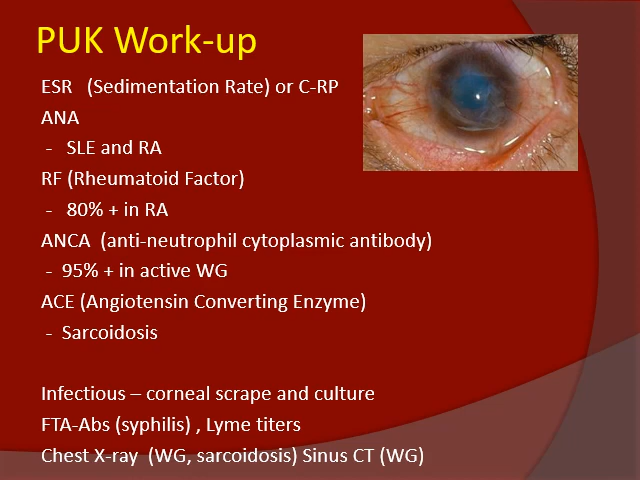 PUK Work-up
ESR (Sedimentation Rate) or C-RP
ANA
- SLE and RA
RF (Rheumatoid Factor)
- 80% + in RA
ANCA (anti-neutrophil cytoplasmic antibody)
- 95% + in active WG
ACE (Angiotensin Converting Enzyme)
- Sarcoidosis
Infectious – corneal scrape and culture
FTA-Abs (syphilis) , Lyme titers
Chest X-ray (WG, sarcoidosis) Sinus CT (WG)